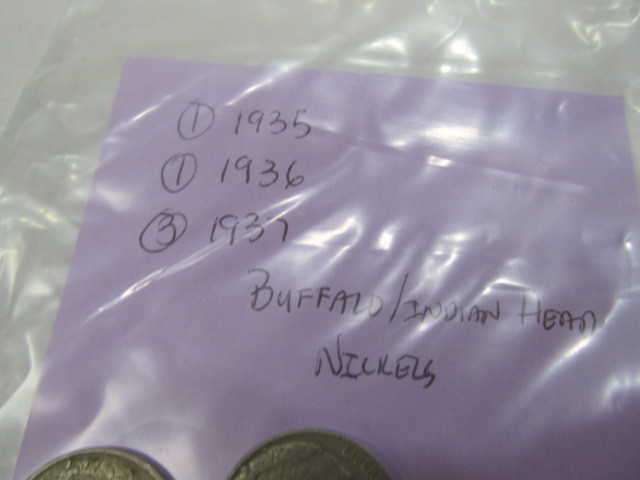 ① 1935
① 1936
③ 1937
BUFFALO/INDIAN HEAD
NICKELS